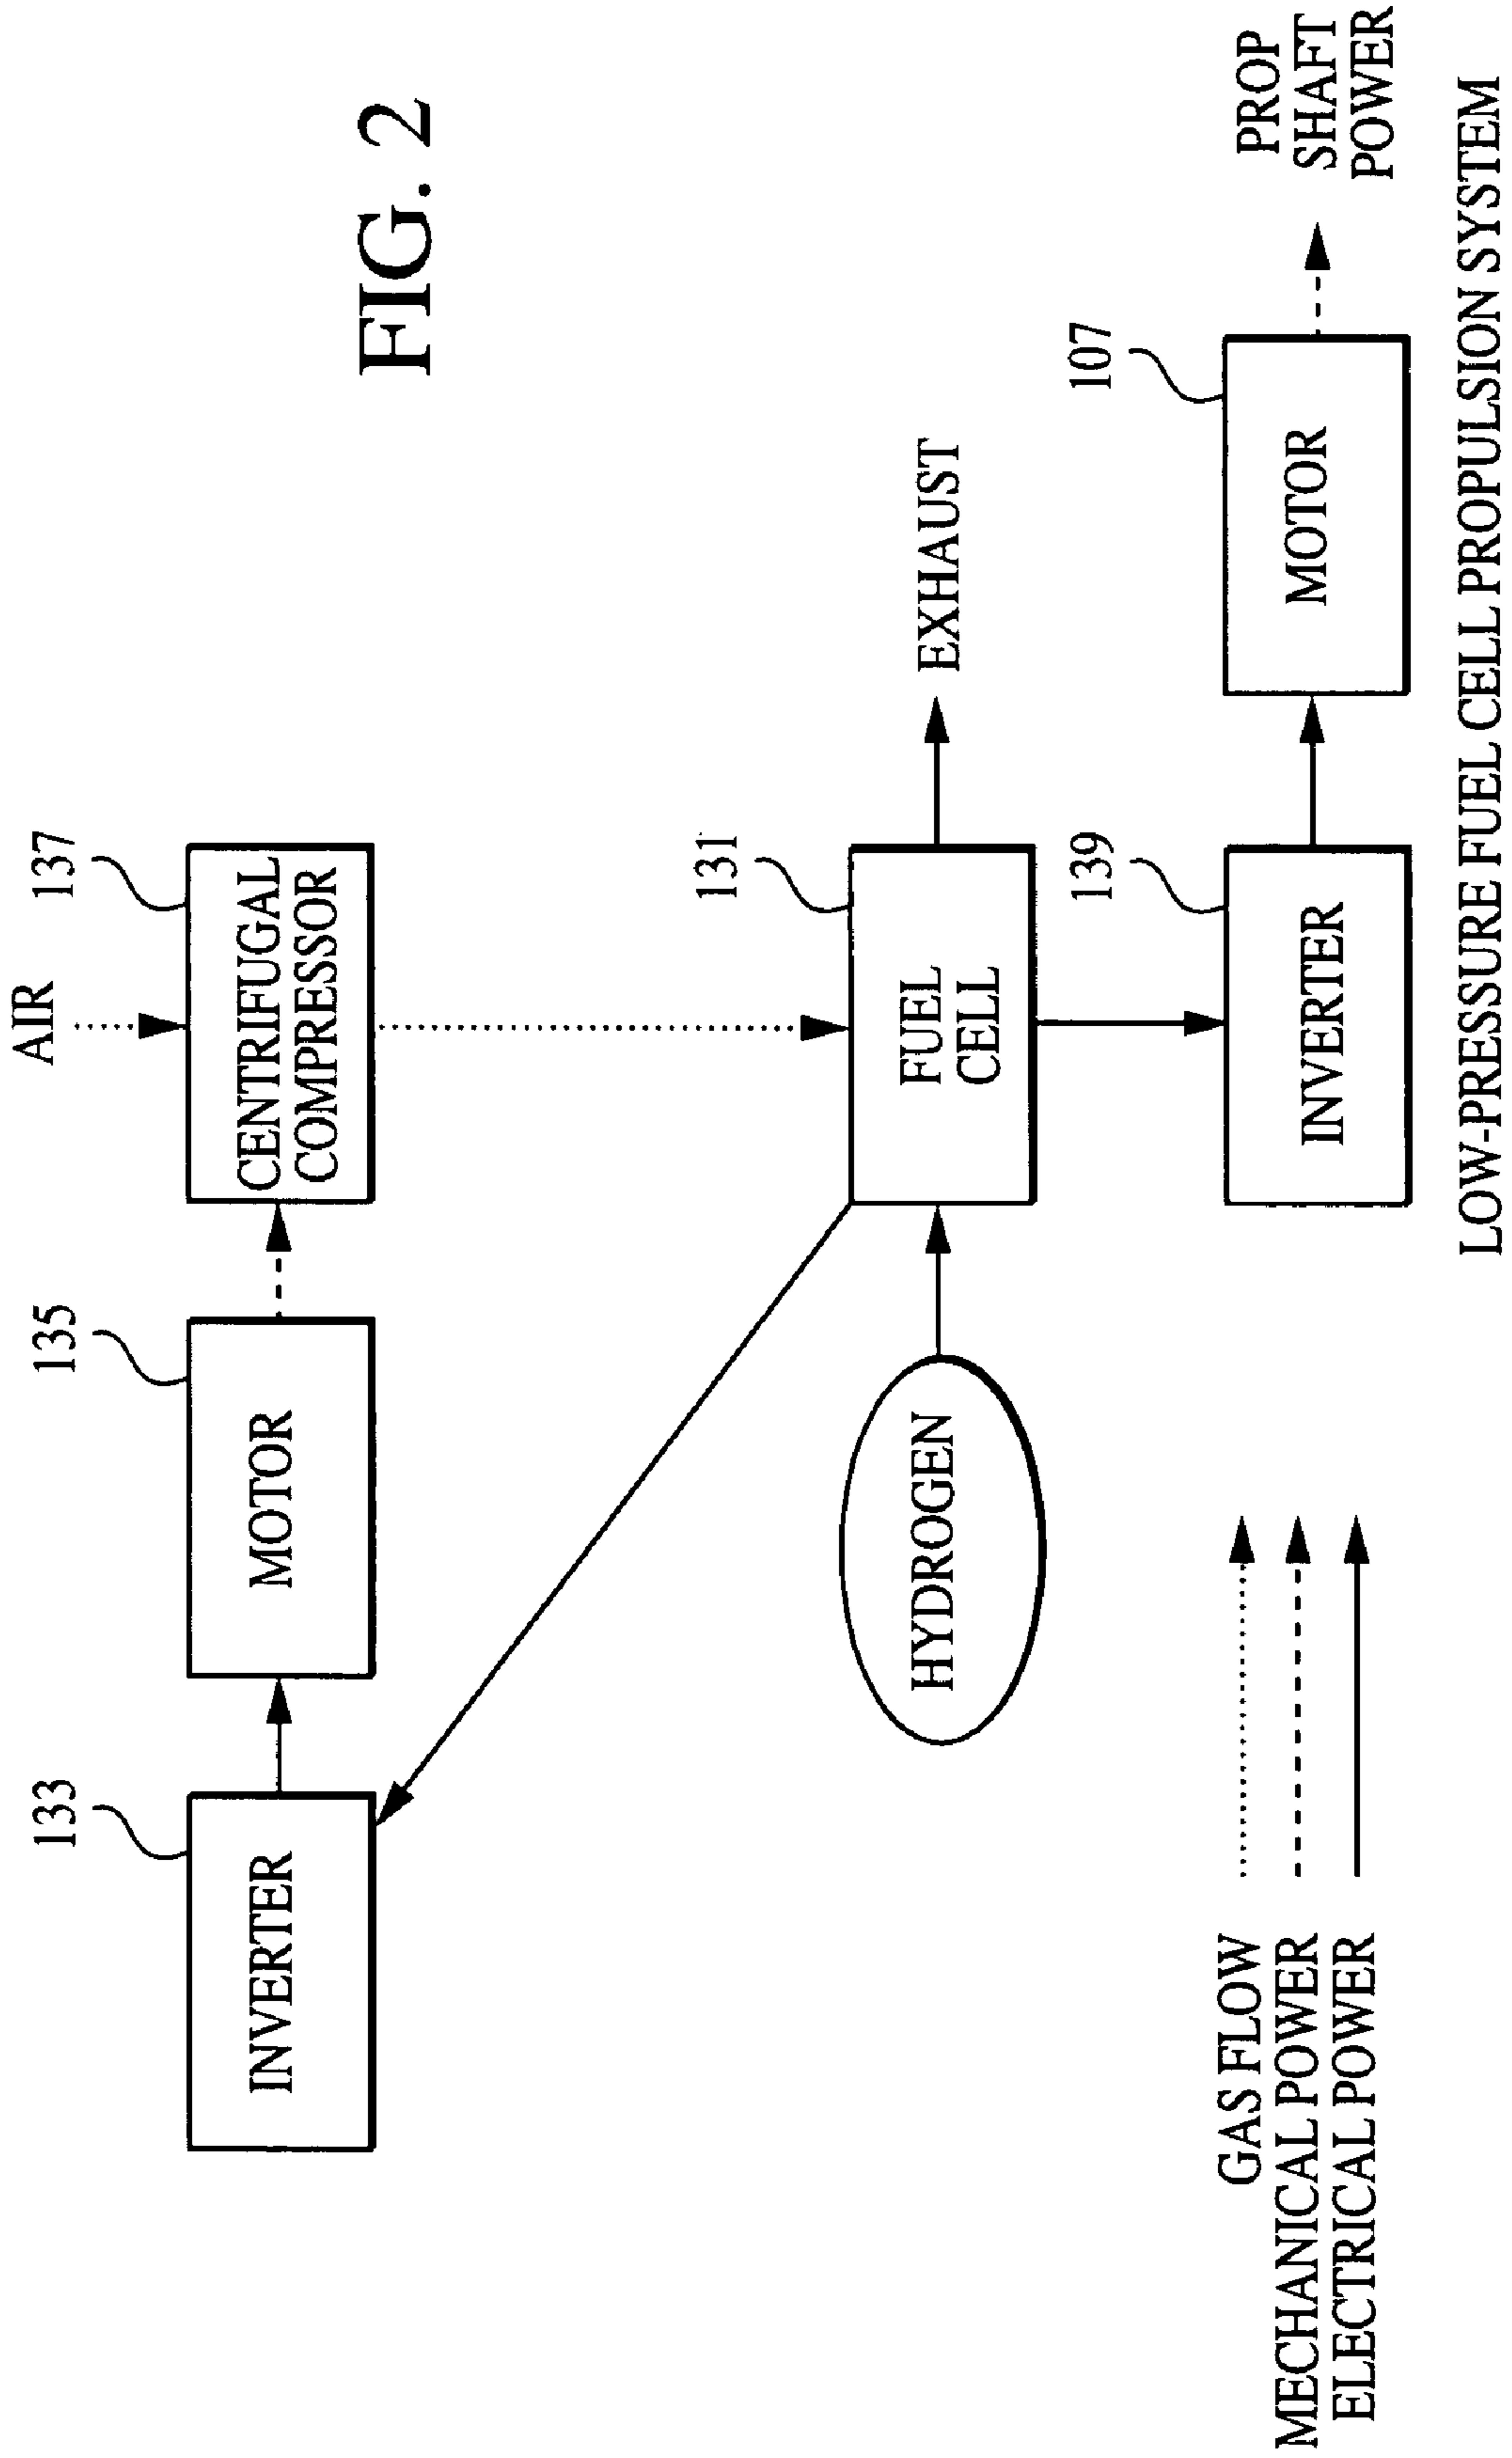 FIG. 2
AIR
133
135
137
INVERTER
MOTOR
CENTRIFUGAL
COMPRESSOR
131
HYDROGEN
FUEL
CELL
EXHAUST
139
107
INVERTER
MOTOR
PROP
SHAFT
POWER
GAS FLOW
MECHANICAL POWER
ELECTRICAL POWER
LOW-PRESSURE FUEL CELL PROPULSION SYSTEM